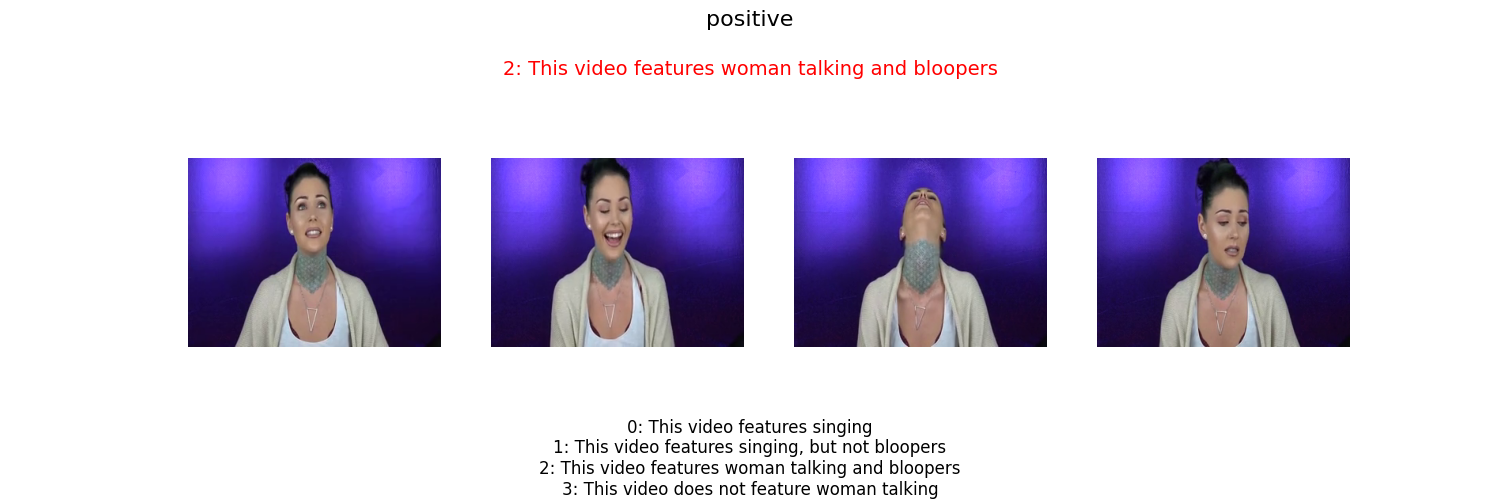 positive
2: This video features woman talking and bloopers
0: This video features singing
1: This video features singing, but not bloopers
2: This video features woman talking and bloopers
3: This video does not feature woman talking